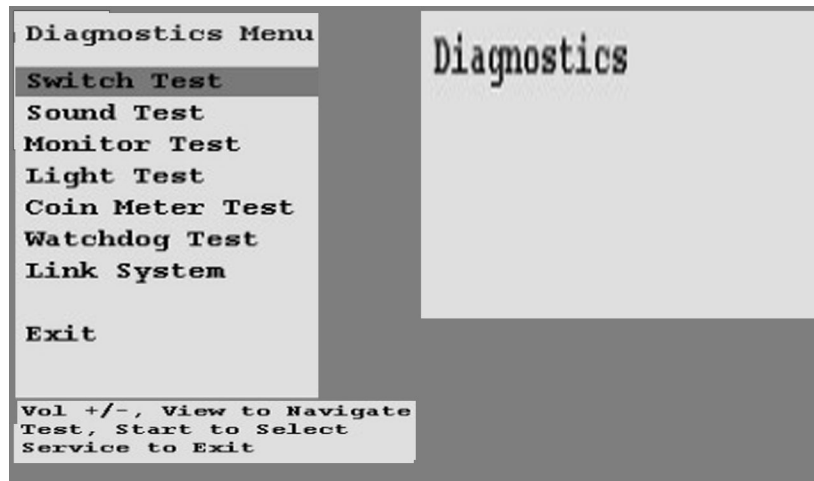 Diagnostics Menu
Switch Test
Sound Test
Monitor Test
Light Test
Coin Meter Test
Watchdog Test
Link System
Exit
Vol +/-, View to Navigate
Test, Start to Select
Service to Exit
Diagnostics